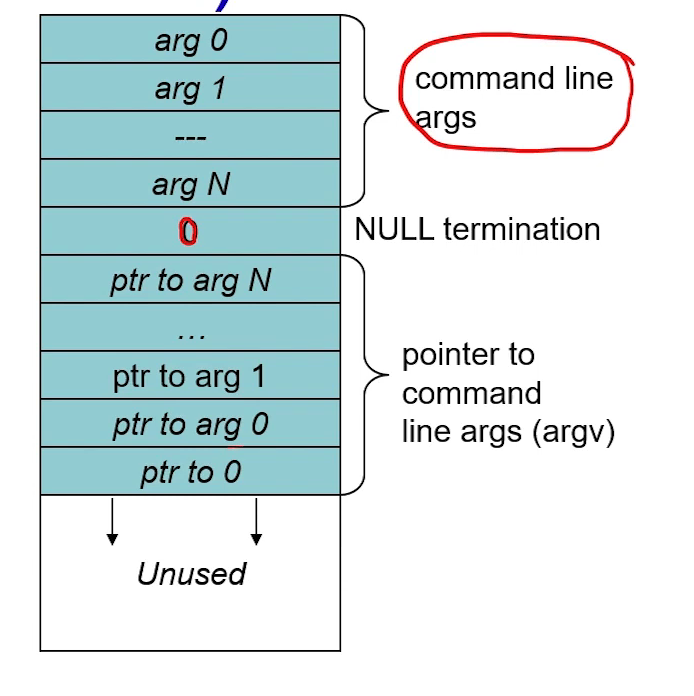 arg 0
arg 1
---
arg N
command line
args
0
NULL termination
ptr to arg N
...
ptr to arg 1
ptr to arg 0
ptr to 0
pointer to
command
line args (argv)
Unused